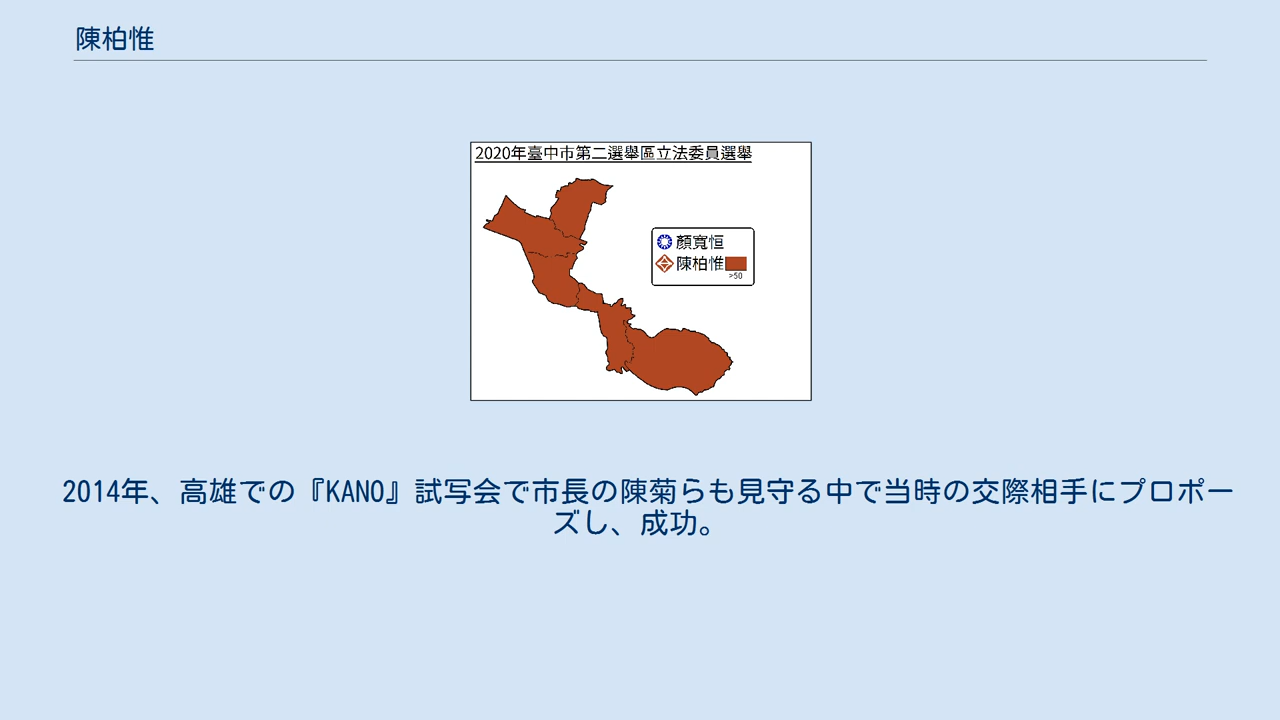 陳柏惟
2020年臺中市第二選舉區立法委員選舉
顏寬恒
陳柏惟
>50
2014年、高雄での『KANO』試写会で市長の陳菊らも見守る中で当時の交際相手にプロポー
ズし、成功。